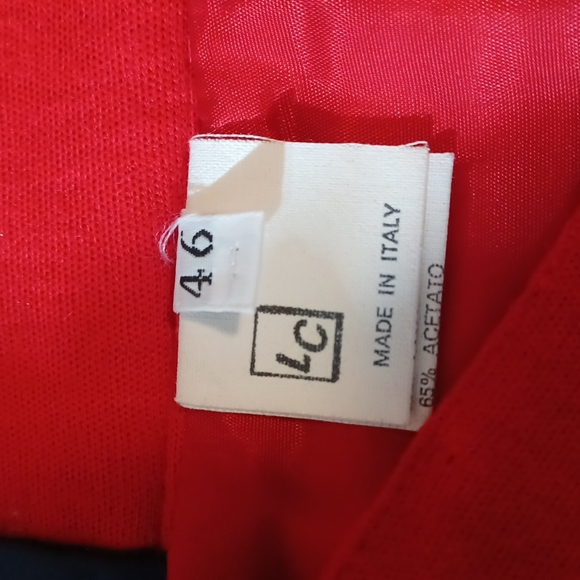 46
LC
MADE IN ITALY
65% ACETATO